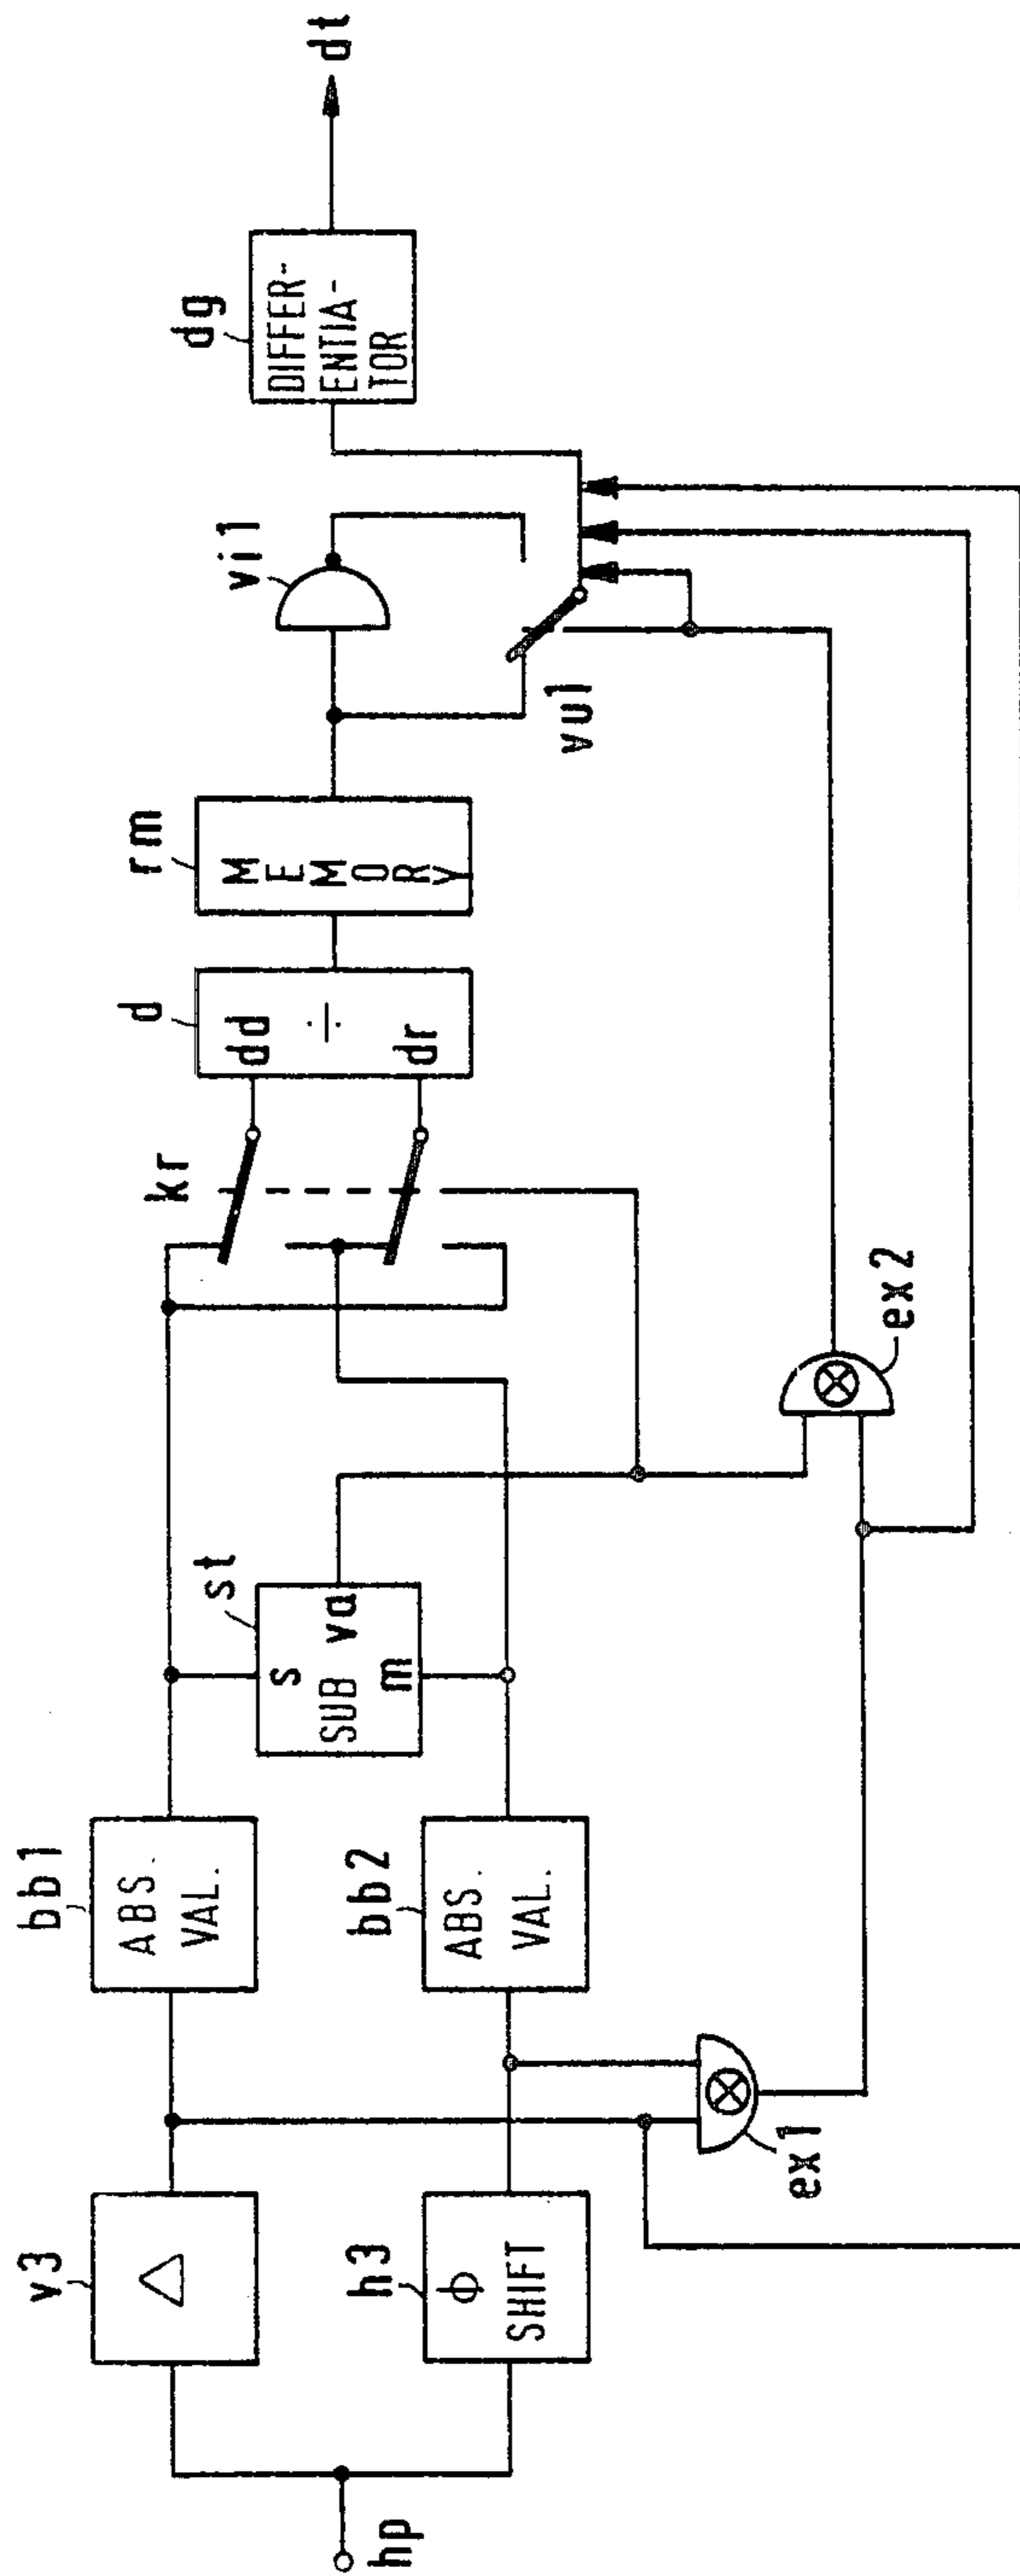 hp
v3
Δ
h3
ϕ
SHIFT
bb1
ABS.
VAL.
bb2
ABS.
VAL.
ex1
st
s
SUB
va
m
ex2
kr
d
dd
÷
dr
rm
MEMORY
vi1
vu1
dg
DIFFER-
ENTIA-
TOR
dt